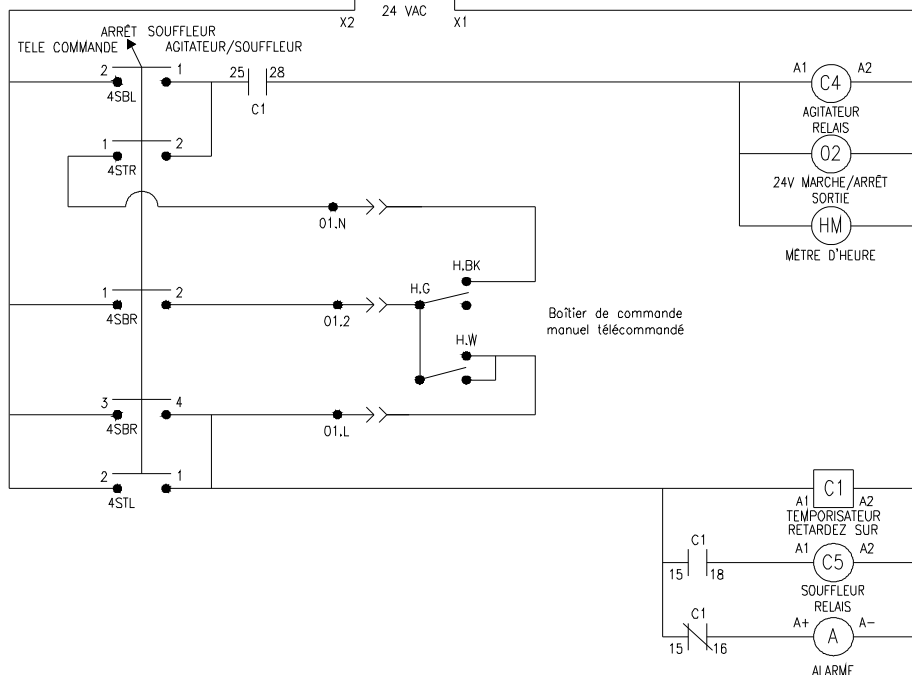 X2 24 VAC X1
ARRÊT SOUFFLEUR
TELE COMMANDE AGITATEUR/SOUFFLEUR
2 1 25 28 A1 C4 A2
4SBL
C1
AGITATEUR
RELAIS
1 2
4STR
O2
24V MARCHE/ARRÊT
SORTIE
01.N
HM
MÈTRE D'HEURE
H.BK
1 2 H.G
4SBR 01.2
Boîtier de commande
manuel télécommandé
H.W
3 4
4SBR 01.L
2 1
4STL
C1
A1 A2
TEMPORISATEUR
RETARDEZ SUR
C1
15 18
A1 C5 A2
SOUFFLEUR
RELAIS
C1
15 16
A+ A A-
ALARME